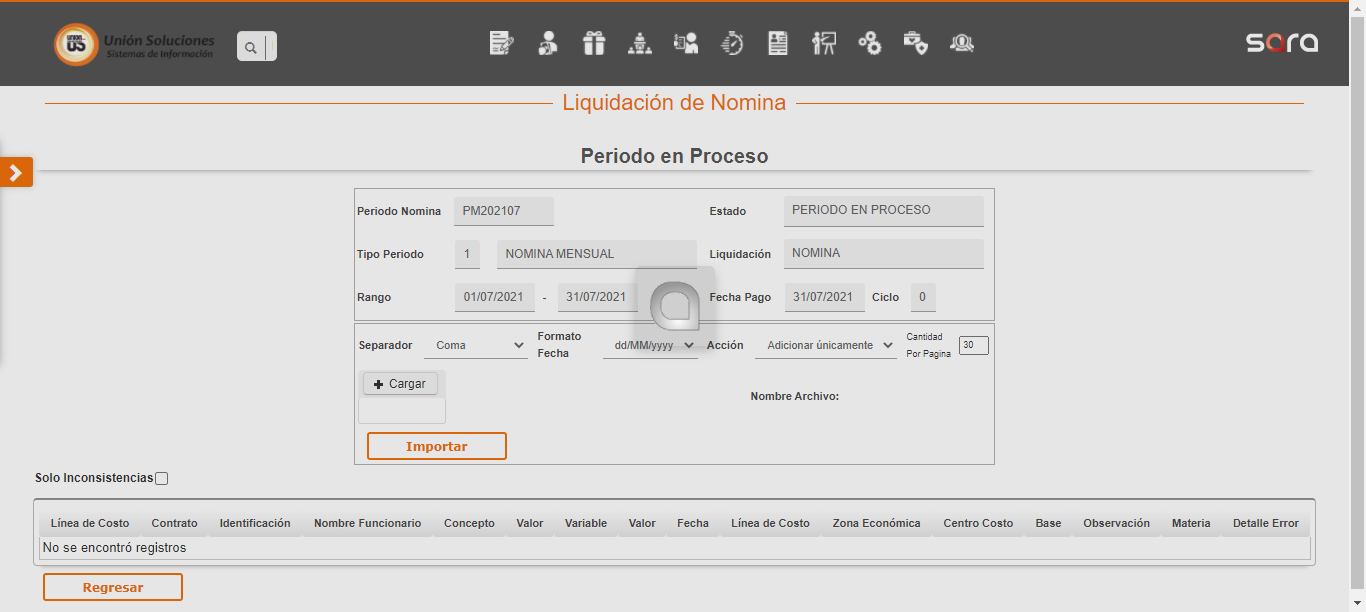 UNION
US
Unión Soluciones
Sistemas de Información
sara
Liquidación de Nomina
Periodo en Proceso
Periodo Nomina PM202107 Estado PERIODO EN PROCESO
Tipo Periodo 1 NOMINA MENSUAL Liquidación NOMINA
Rango 01/07/2021 - 31/07/2021 Fecha Pago 31/07/2021 Ciclo 0
Separador Coma Formato Fecha dd/MM/yyyy Acción Adicionar únicamente Cantidad Por Pagina 30
+ Cargar
Nombre Archivo:
Importar
Solo Inconsistencias
Línea de Costo Contrato Identificación Nombre Funcionario Concepto Valor Variable Valor Fecha Línea de Costo Zona Económica Centro Costo Base Observación Materia Detalle Error
No se encontró registros
Regresar